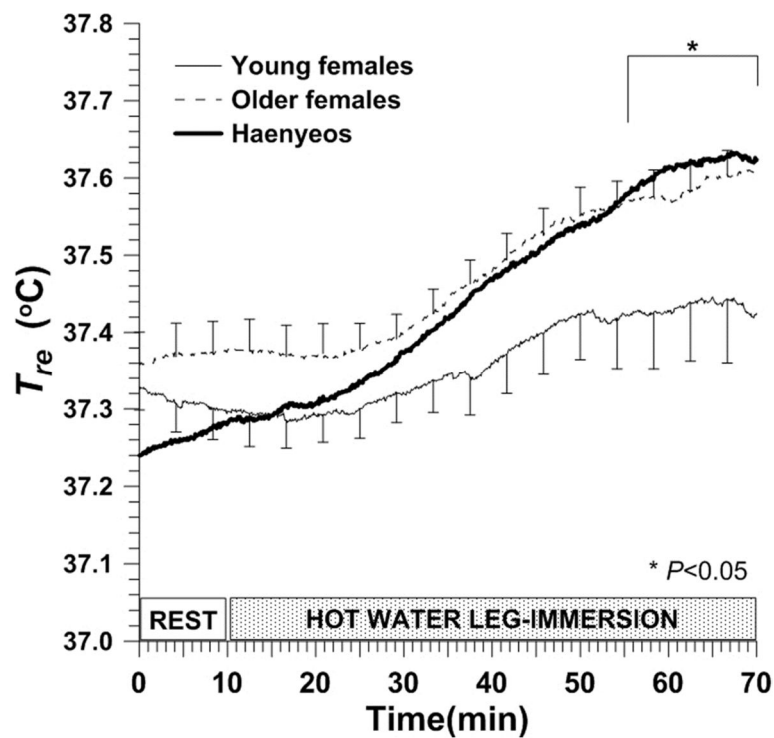 37.8
37.7
37.6
37.5
37.4
37.3
37.2
37.1
37.0
Tre (oC)
Young females
Older females
Haenyeos
*
* P<0.05
REST
HOT WATER LEG-IMMERSION
0 10 20 30 40 50 60 70
Time(min)